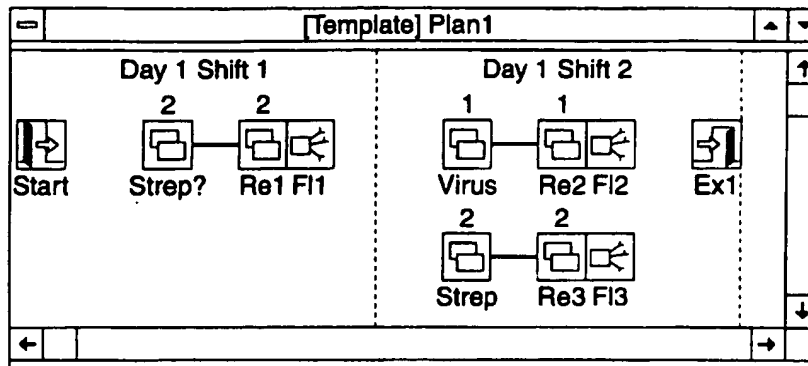 [Template] Plan1
Day 1 Shift 1 Day 1 Shift 2
2 2 1 1
Start Strep? Re1 Fl1 Virus Re2 Fl2 Ex1
2 2
Strep Re3 Fl3